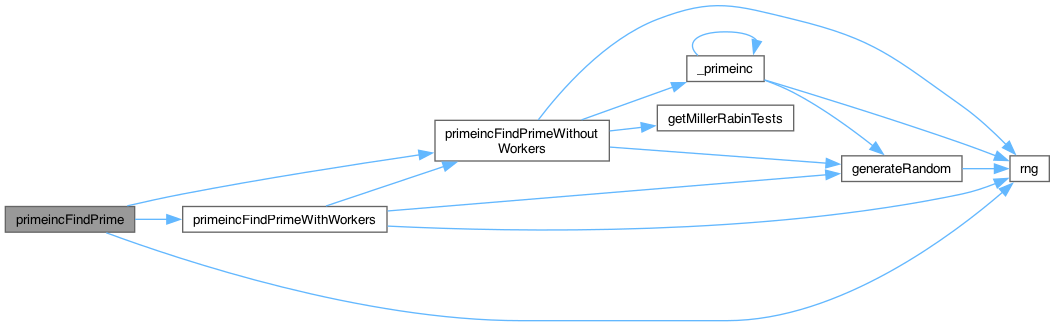 primeincFindPrime
primeincFindPrimeWithWorkers
primeincFindPrimeWithout
Workers
_primeinc
getMillerRabinTests
generateRandom
rng